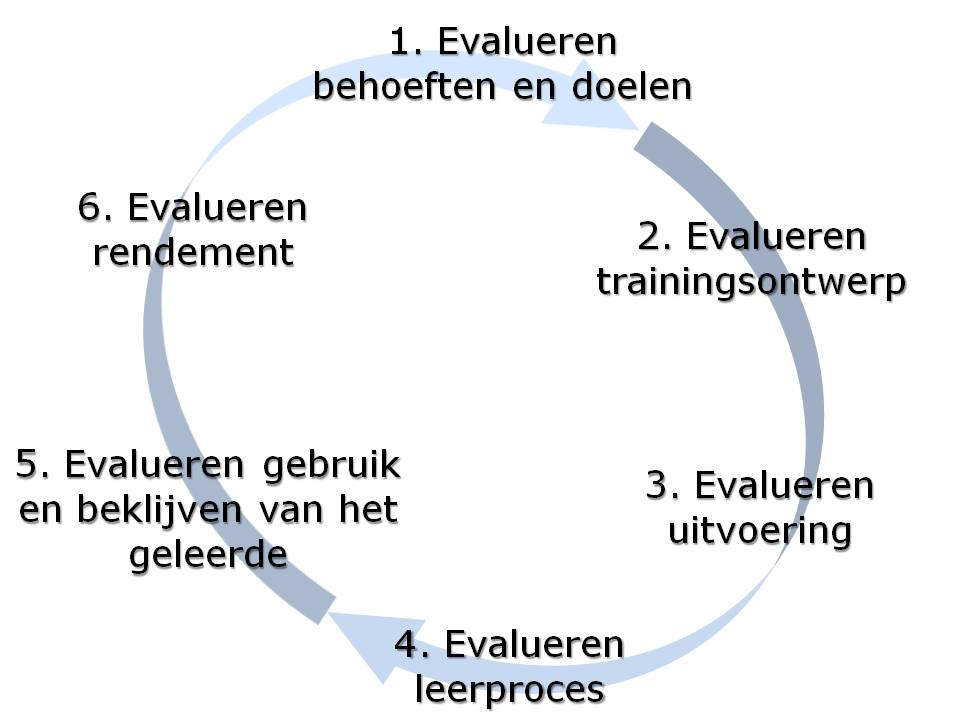 1. Evalueren
behoeften en doelen
2. Evalueren
trainingsontwerp
3. Evalueren
uitvoering
4. Evalueren
leerproces
5. Evalueren gebruik
en beklijven van het
geleerde
6. Evalueren
rendement